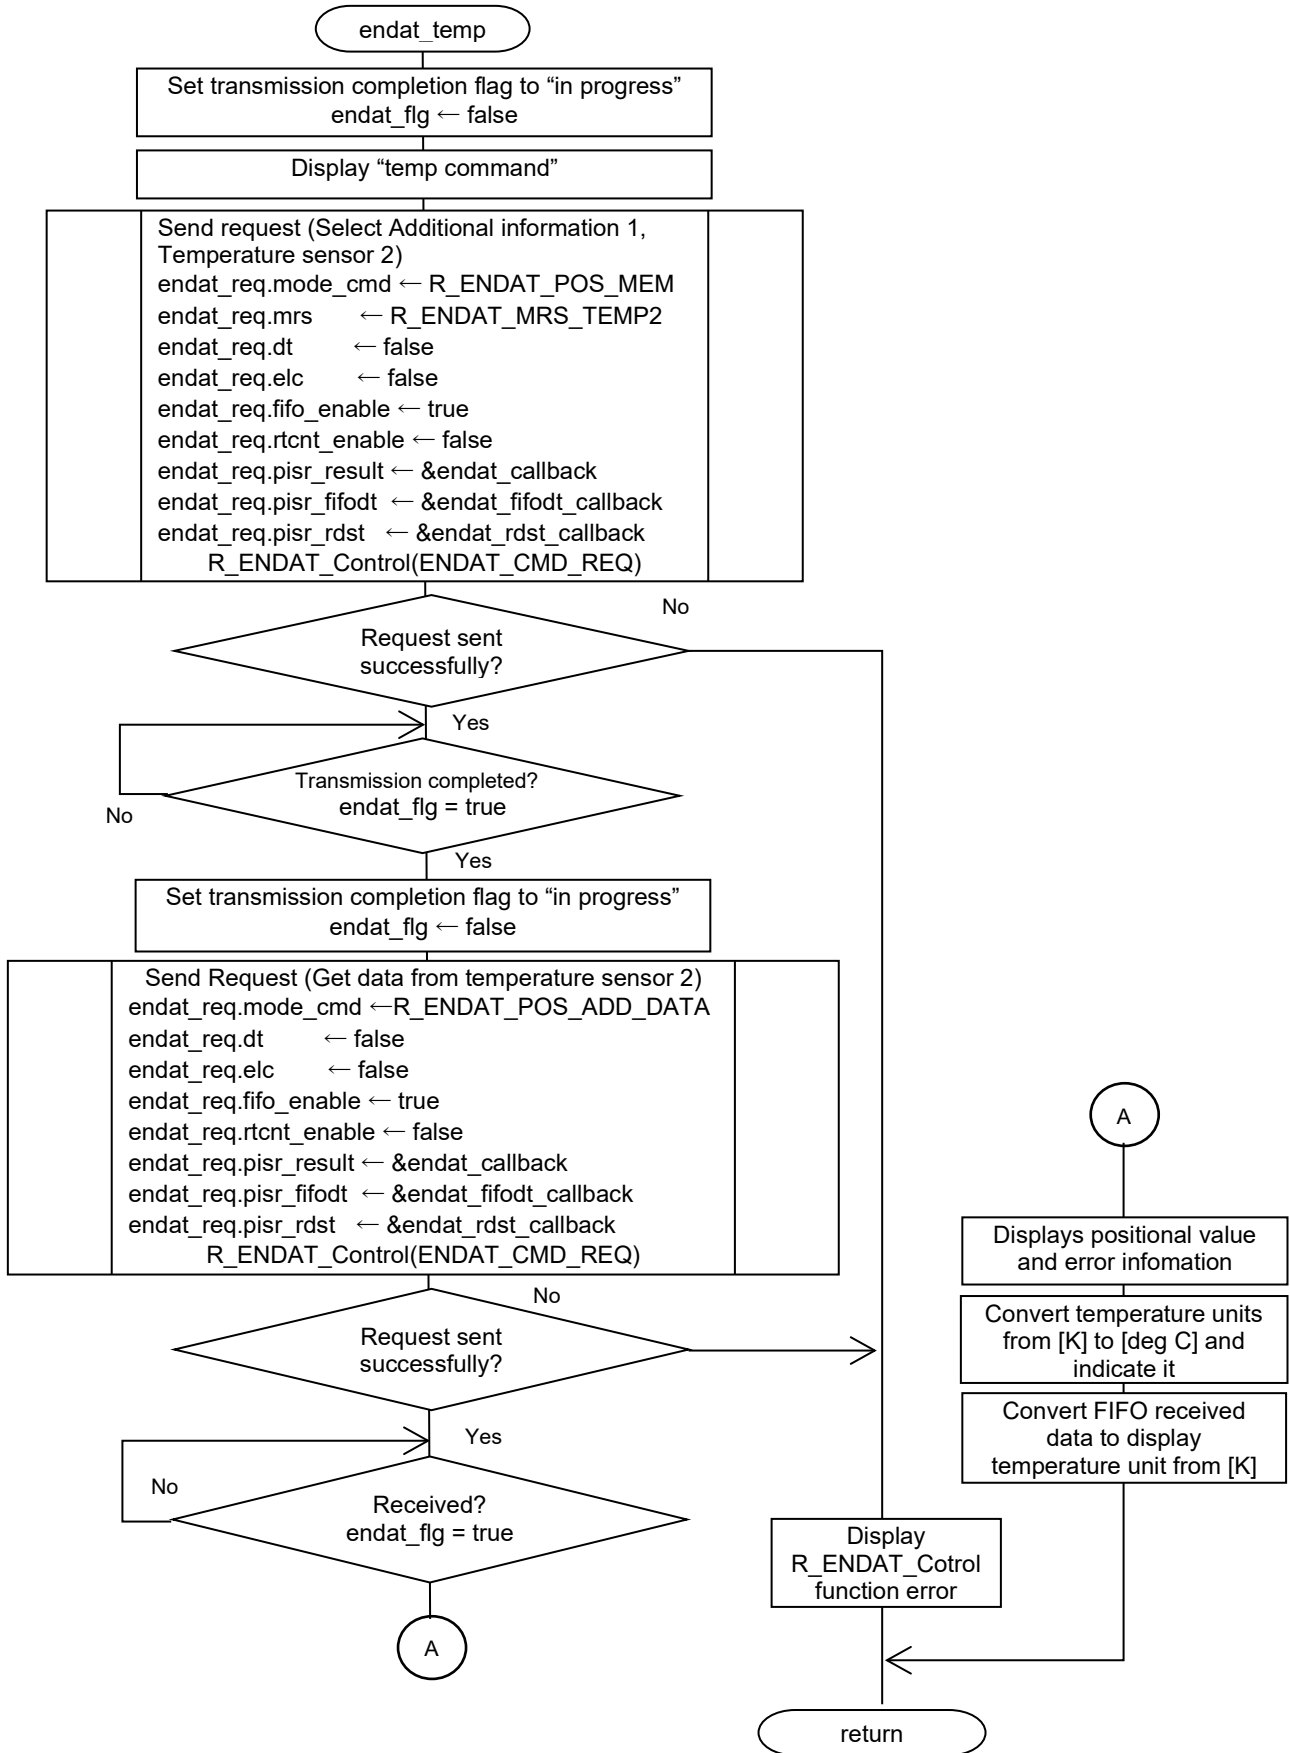 endat_temp
Set transmission completion flag to “in progress”
endat_flg ← false
Display “temp command”
Send request (Select Additional information 1,
Temperature sensor 2)
endat_req.mode_cmd ← R_ENDAT_POS_MEM
endat_req.mrs ← R_ENDAT_MRS_TEMP2
endat_req.dt ← false
endat_req.elc ← false
endat_req.fifo_enable ← true
endat_req.rtcnt_enable ← false
endat_req.pisr_result ← &endat_callback
endat_req.pisr_fifodt ← &endat_fifodt_callback
endat_req.pisr_rdst ← &endat_rdst_callback
R_ENDAT_Control(ENDAT_CMD_REQ)
No
Request sent
successfully?
Yes
Transmission completed?
endat_flg = true
No
Yes
Set transmission completion flag to “in progress”
endat_flg ← false
Send Request (Get data from temperature sensor 2)
endat_req.mode_cmd ←R_ENDAT_POS_ADD_DATA
endat_req.dt ← false
endat_req.elc ← false
endat_req.fifo_enable ← true
endat_req.rtcnt_enable ← false
endat_req.pisr_result ← &endat_callback
endat_req.pisr_fifodt ← &endat_fifodt_callback
endat_req.pisr_rdst ← &endat_rdst_callback
R_ENDAT_Control(ENDAT_CMD_REQ)
No
Request sent
successfully?
Yes
No
Received?
endat_flg = true
A
A
Displays positional value
and error infomation
Convert temperature units
from [K] to [deg C] and
indicate it
Convert FIFO received
data to display
temperature unit from [K]
Display
R_ENDAT_Cotrol
function error
return